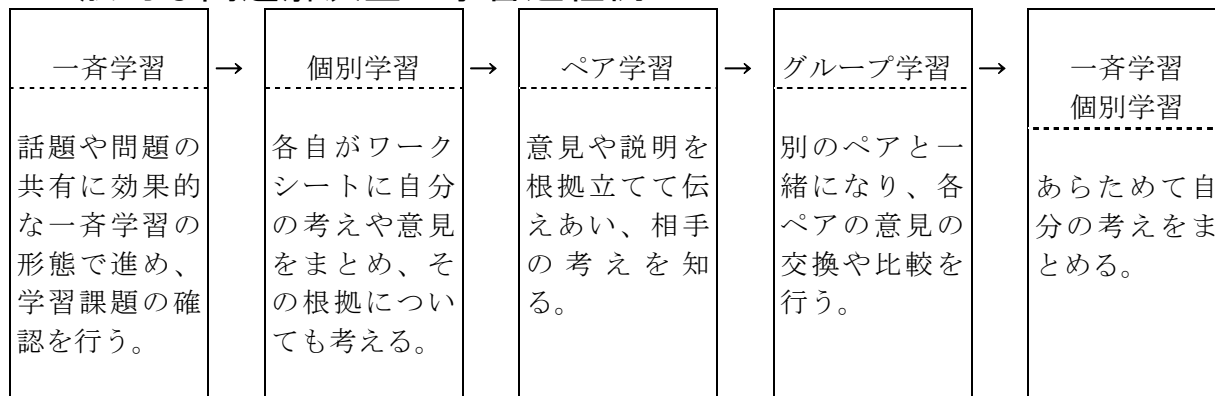 一斉学習
話題や問題の
共有に効果的
な一斉学習の
形態で進め、
学習課題の確
認を行う。
→
個別学習
各自がワーク
シートに自分
の考えや意見
をまとめ、そ
の根拠につい
ても考える。
→
ペア学習
意見や説明を
根拠立てて伝
えあい、相手
の考えを知
る。
→
グループ学習
別のペアと一
緒になり、各
ペアの意見の
交換や比較を
行う。
→
一斉学習
個別学習
あらためて自
分の考えをま
とめる。